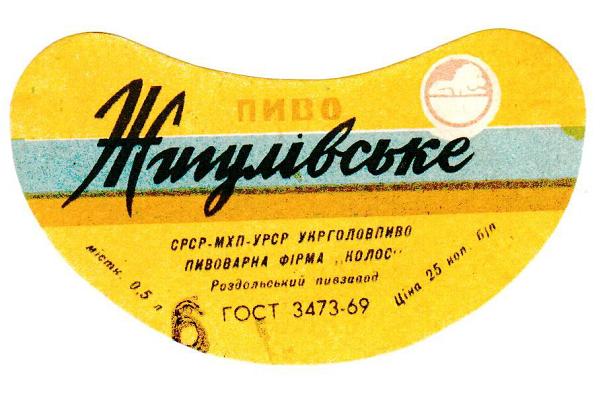 ПИВО
Жигулівське
СРСР-МХП-УРСР УКРГОЛОВПИВО
ПИВОВАРНА ФІРМА „КОЛОС"
Роздольський пивзавод
ГОСТ 3473-69
містк. 0,5 л
Ціна 25 коп. б/п
6